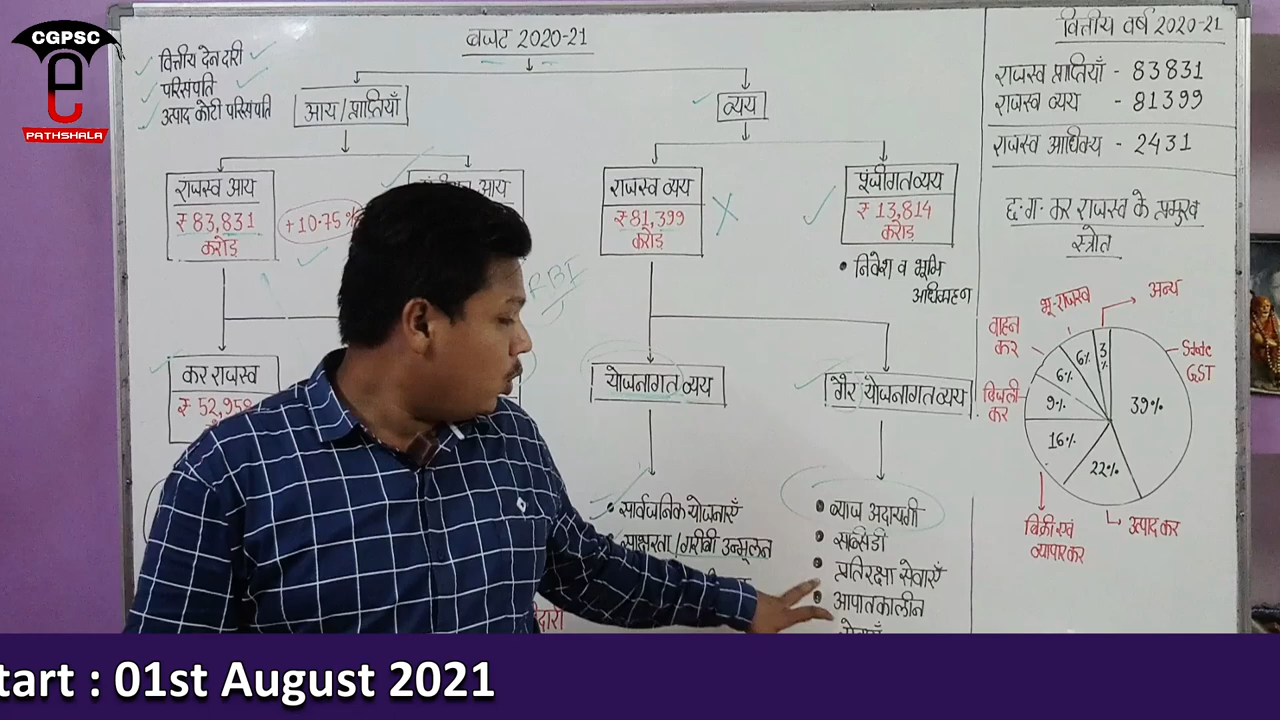 CGPSC
PATHSHALA
वित्तीय देनदारी
परिसंपति
उत्पाद कोटी परिसंपति
बजट 2020-21
आय/प्राप्तियाँ
व्यय
राजस्व आय
₹ 83,831
करोड़
+10.75%
आय
राजस्व व्यय
₹ 81,399
करोड़
पूंजीगत व्यय
₹ 13,814
करोड़
• निवेश व भूमि
अधिग्रहण
RBI
कर राजस्व
₹ 52,958
योजनागत व्यय
गैर योजनागत व्यय
• सार्वजनिक योजनाएँ
• साक्षरता/गरीबी उन्मूलन
• ब्याज अदायगी
• सब्सिडी
• प्रतिरक्षा सेवाएँ
• आपातकालीन
वित्तीय वर्ष 2020-21
राजस्व प्राप्तियाँ - 83831
राजस्व व्यय - 81399
राजस्व आधिक्य - 2431
छ.ग. कर राजस्व के प्रमुख
स्त्रोत
अन्य
भू-राजस्व
वाहन
कर
State
GST
बिजली
कर
3%
6%
6%
9%
39%
16%
22%
बिक्री एवं
व्यापार कर
उत्पाद कर
tart : 01st August 2021